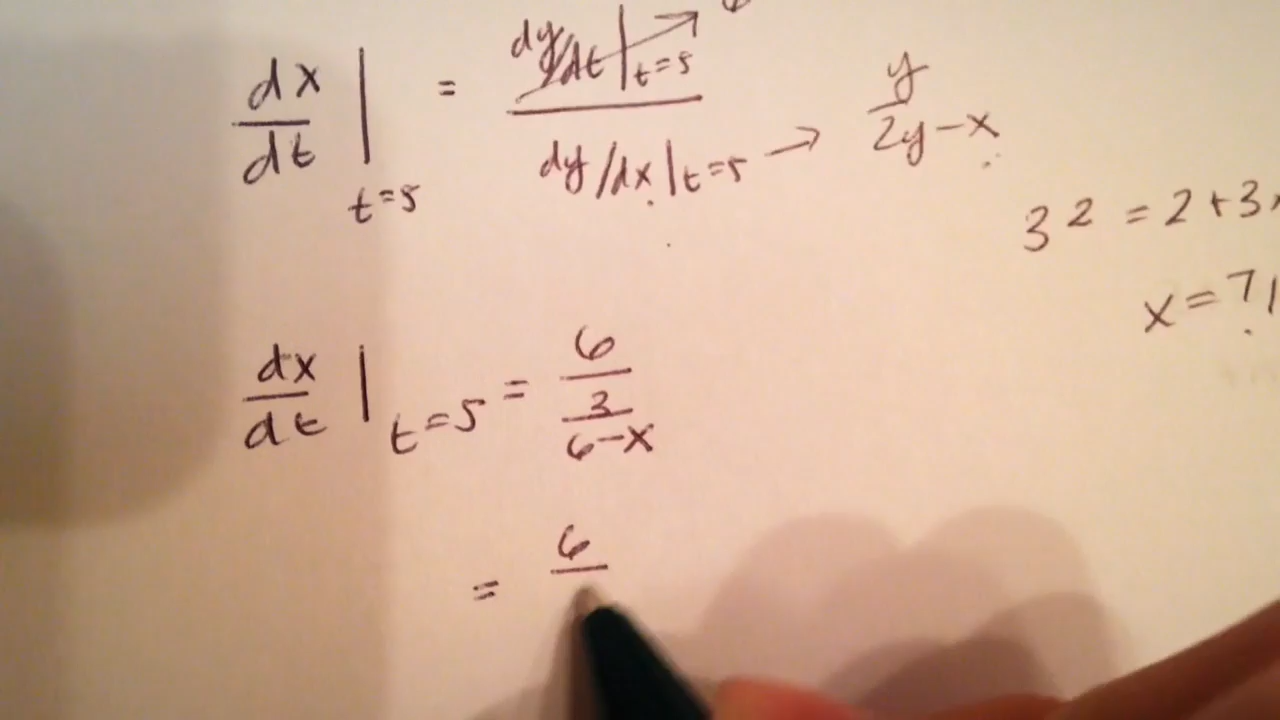 dx/dt | t=5 = dy/dt | t=5 / dy/dx | t=5 → y/(2y-x)
3² = 2+3x
x = 7/
dx/dt | t=5 = 6/(3/(6-x))
= 6/